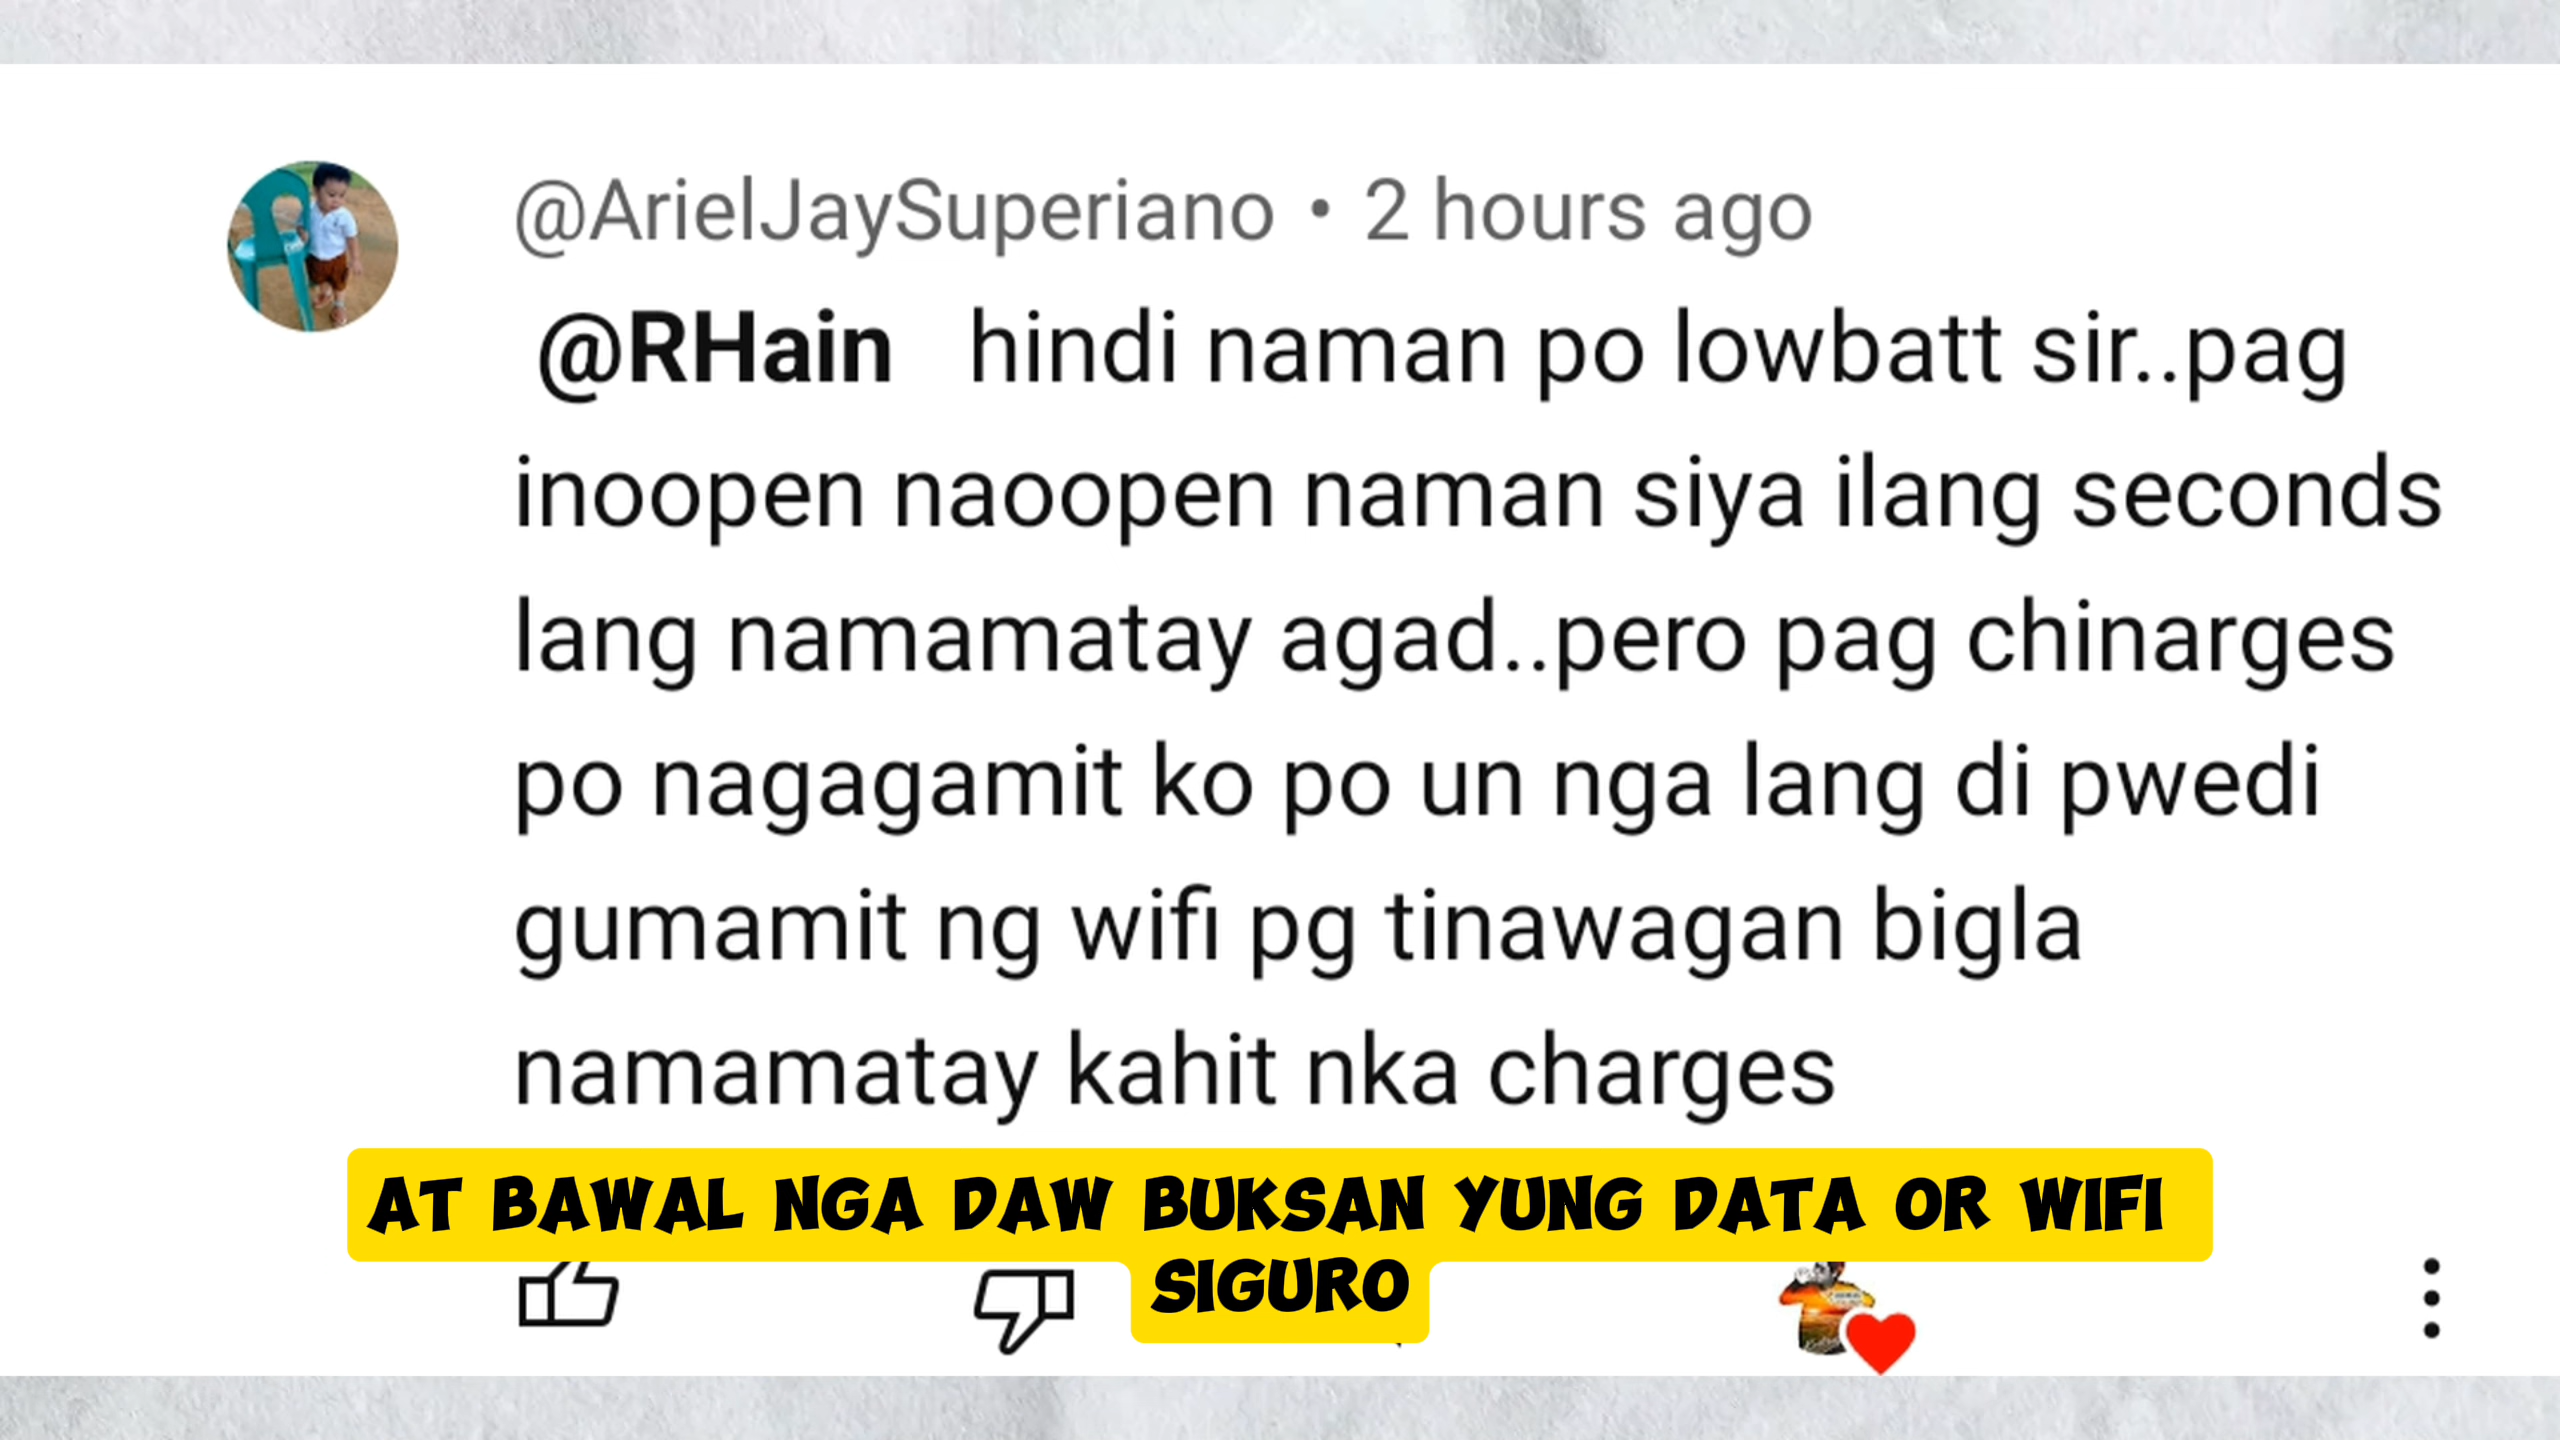 @ArielJaySuperiano • 2 hours ago
@RHain hindi naman po lowbatt sir..pag
inoopen naoopen naman siya ilang seconds
lang namamatay agad..pero pag chinarges
po nagagamit ko po un nga lang di pwedi
gumamit ng wifi pg tinawagan bigla
namamatay kahit nka charges
AT BAWAL NGA DAW BUKSAN YUNG DATA OR WIFI
SIGURO